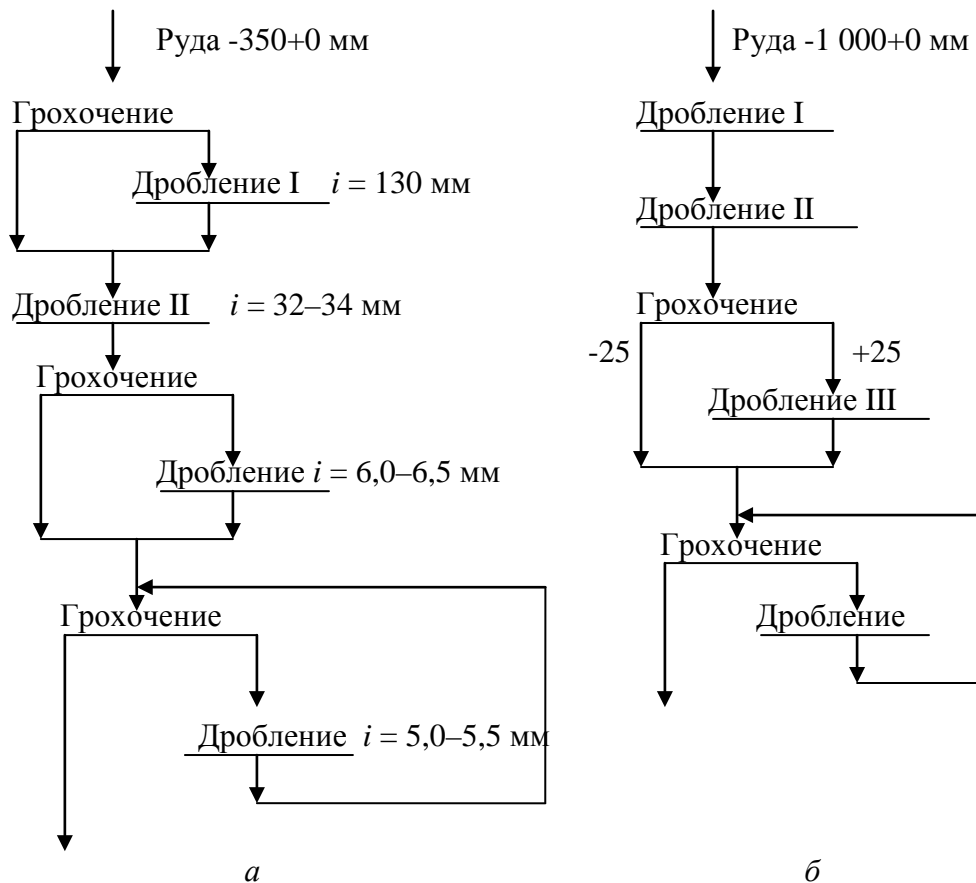 Руда -350+0 мм
Грохочение
Дробление I i = 130 мм
Дробление II i = 32–34 мм
Грохочение
Дробление i = 6,0–6,5 мм
Грохочение
Дробление i = 5,0–5,5 мм
а
Руда -1 000+0 мм
Дробление I
Дробление II
Грохочение
-25 +25
Дробление III
Грохочение
Дробление
б